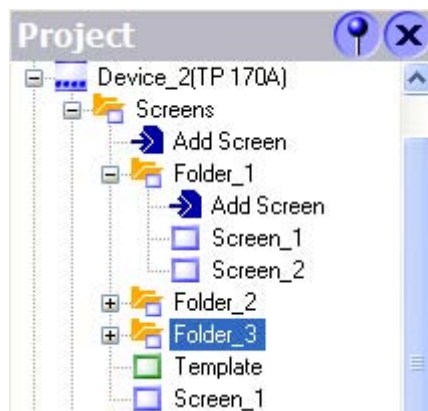 Project
Device_2(TP 170A)
Screens
Add Screen
Folder_1
Add Screen
Screen_1
Screen_2
Folder_2
Folder_3
Template
Screen_1